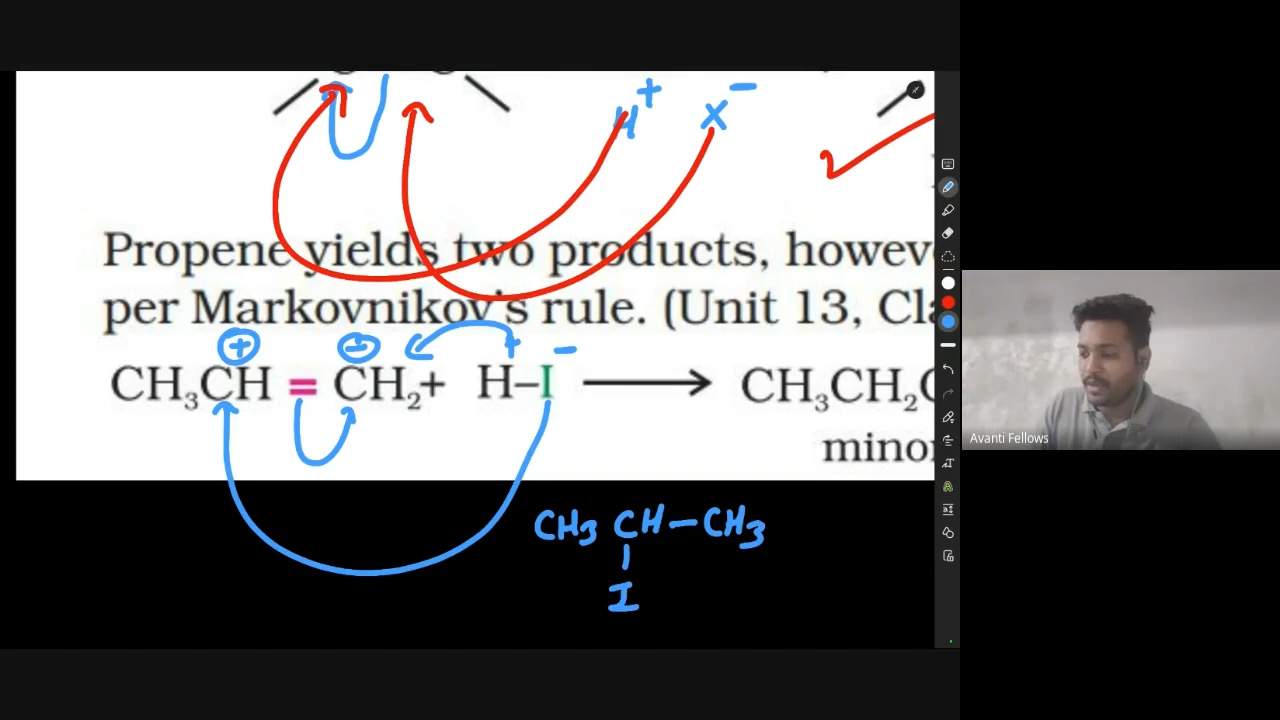 H⁺ X⁻
Propene yields two products, howeve
per Markovnikov's rule. (Unit 13, Cla
⊕ ⊖ + −
CH₃CH = CH₂+ H–I ⟶ CH₃CH₂C
minor
CH₃ CH–CH₃
I
Avanti Fellows